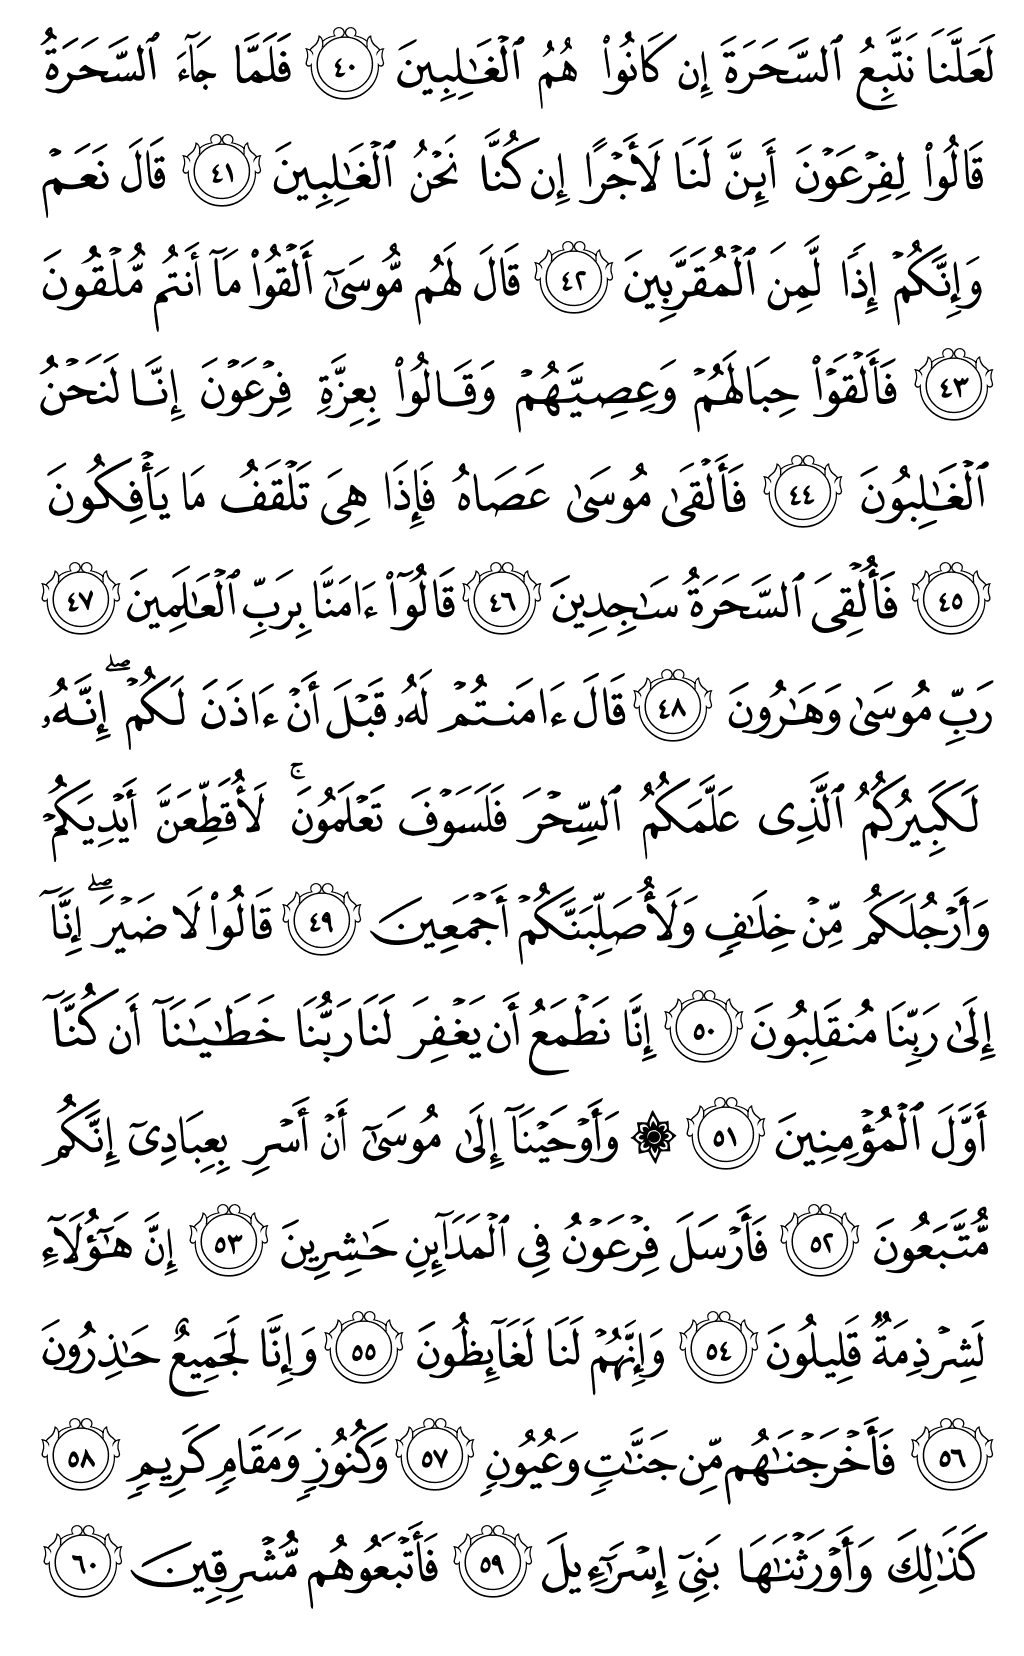 لَعَلَّنَا نَتَّبِعُ ٱلسَّحَرَةَ إِن كَانُوا۟ هُمُ ٱلْغَـٰلِبِينَ ٤٠ فَلَمَّا جَآءَ ٱلسَّحَرَةُ
قَالُوا۟ لِفِرْعَوْنَ أَئِنَّ لَنَا لَأَجْرًا إِن كُنَّا نَحْنُ ٱلْغَـٰلِبِينَ ٤١ قَالَ نَعَمْ
وَإِنَّكُمْ إِذًا لَّمِنَ ٱلْمُقَرَّبِينَ ٤٢ قَالَ لَهُم مُّوسَىٰٓ أَلْقُوا۟ مَآ أَنتُم مُّلْقُونَ
٤٣ فَأَلْقَوْا۟ حِبَالَهُمْ وَعِصِيَّهُمْ وَقَالُوا۟ بِعِزَّةِ فِرْعَوْنَ إِنَّا لَنَحْنُ
ٱلْغَـٰلِبُونَ ٤٤ فَأَلْقَىٰ مُوسَىٰ عَصَاهُ فَإِذَا هِىَ تَلْقَفُ مَا يَأْفِكُونَ
٤٥ فَأُلْقِىَ ٱلسَّحَرَةُ سَـٰجِدِينَ ٤٦ قَالُوٓا۟ ءَامَنَّا بِرَبِّ ٱلْعَـٰلَمِينَ ٤٧
رَبِّ مُوسَىٰ وَهَـٰرُونَ ٤٨ قَالَ ءَامَنتُمْ لَهُۥ قَبْلَ أَنْ ءَاذَنَ لَكُمْ ۖ إِنَّهُۥ
لَكَبِيرُكُمُ ٱلَّذِى عَلَّمَكُمُ ٱلسِّحْرَ فَلَسَوْفَ تَعْلَمُونَ ۚ لَأُقَطِّعَنَّ أَيْدِيَكُمْ
وَأَرْجُلَكُم مِّنْ خِلَـٰفٍ وَلَأُصَلِّبَنَّكُمْ أَجْمَعِينَ ٤٩ قَالُوا۟ لَا ضَيْرَ ۖ إِنَّآ
إِلَىٰ رَبِّنَا مُنقَلِبُونَ ٥٠ إِنَّا نَطْمَعُ أَن يَغْفِرَ لَنَا رَبُّنَا خَطَـٰيَـٰنَآ أَن كُنَّآ
أَوَّلَ ٱلْمُؤْمِنِينَ ٥١ ۞ وَأَوْحَيْنَآ إِلَىٰ مُوسَىٰٓ أَنْ أَسْرِ بِعِبَادِىٓ إِنَّكُم
مُّتَّبَعُونَ ٥٢ فَأَرْسَلَ فِرْعَوْنُ فِى ٱلْمَدَآئِنِ حَـٰشِرِينَ ٥٣ إِنَّ هَـٰٓؤُلَآءِ
لَشِرْذِمَةٌ قَلِيلُونَ ٥٤ وَإِنَّهُمْ لَنَا لَغَآئِظُونَ ٥٥ وَإِنَّا لَجَمِيعٌ حَـٰذِرُونَ
٥٦ فَأَخْرَجْنَـٰهُم مِّن جَنَّـٰتٍ وَعُيُونٍ ٥٧ وَكُنُوزٍ وَمَقَامٍ كَرِيمٍ ٥٨
كَذَٰلِكَ وَأَوْرَثْنَـٰهَا بَنِىٓ إِسْرَٰٓءِيلَ ٥٩ فَأَتْبَعُوهُم مُّشْرِقِينَ ٦٠